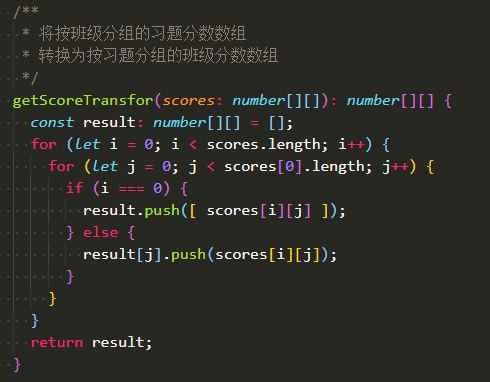 /**
 * 将按班级分组的习题分数数组
 * 转换为按习题分组的班级分数数组
 */
getScoreTransfor(scores: number[][]): number[][] {
  const result: number[][] = [];
  for (let i = 0; i < scores.length; i++) {
    for (let j = 0; j < scores[0].length; j++) {
      if (i === 0) {
        result.push([ scores[i][j] ]);
      } else {
        result[j].push(scores[i][j]);
      }
    }
  }
  return result;
}